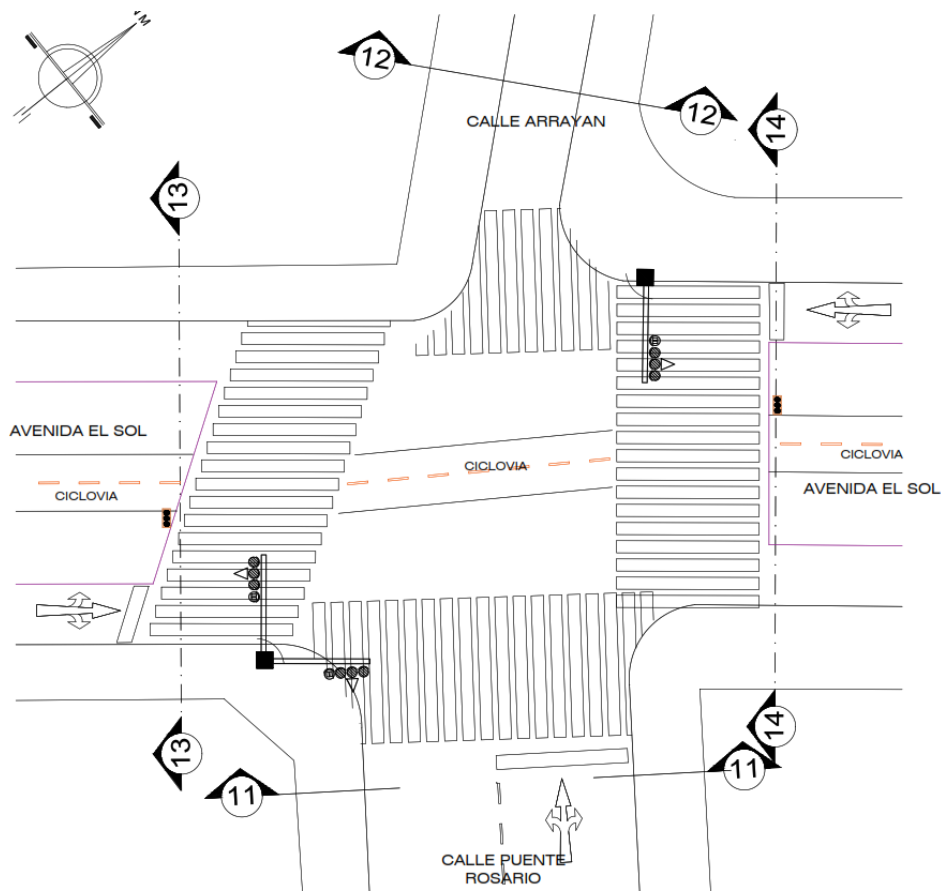 12
12
CALLE ARRAYAN
14
13
AVENIDA EL SOL
CICLOVIA
CICLOVIA
CICLOVIA
AVENIDA EL SOL
13
14
11
11
CALLE PUENTE
ROSARIO